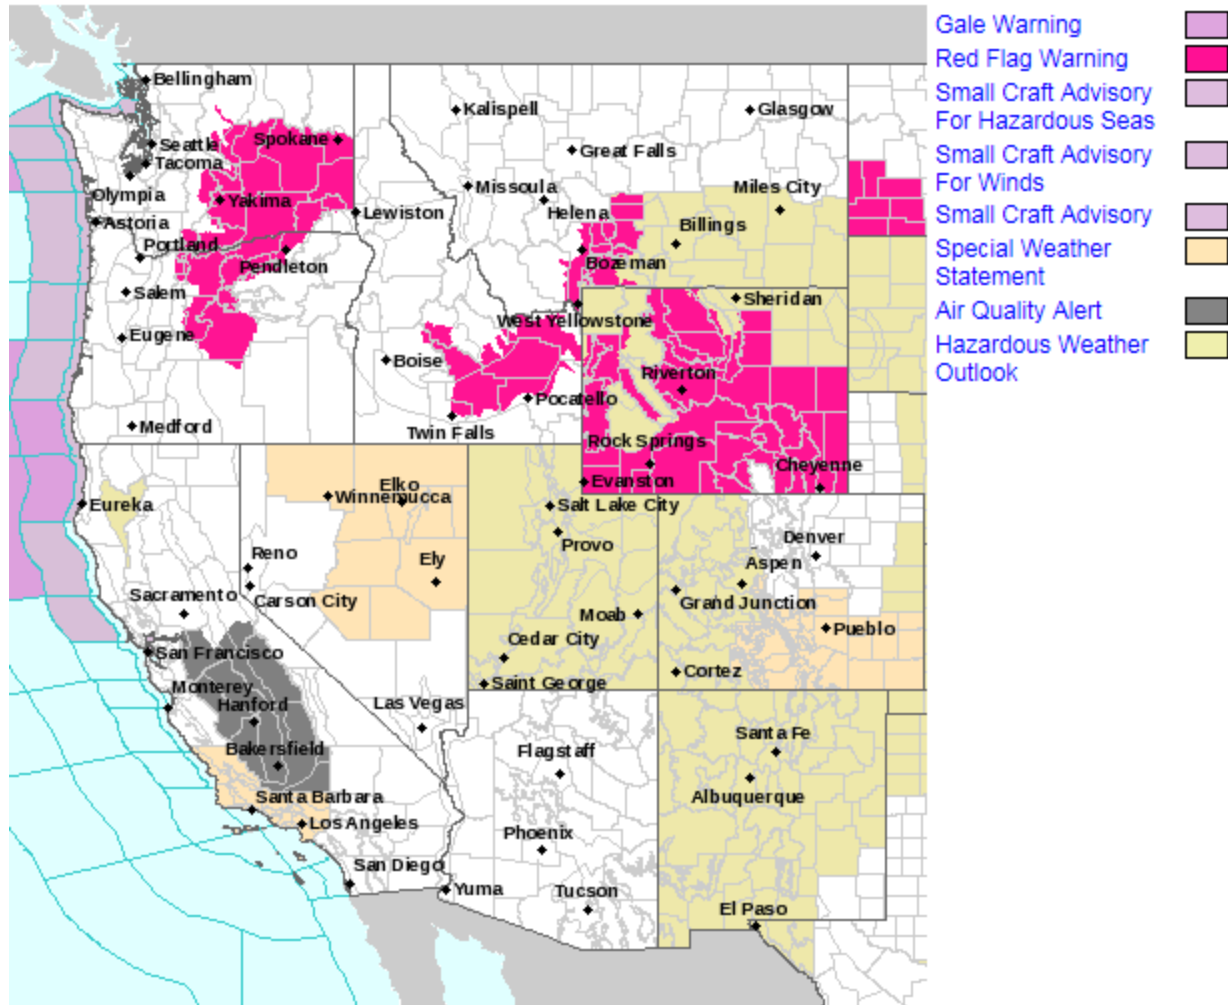 Gale Warning
Red Flag Warning
Small Craft Advisory
For Hazardous Seas
Small Craft Advisory
For Winds
Small Craft Advisory
Special Weather
Statement
Air Quality Alert
Hazardous Weather
Outlook
Bellingham
Kalispell
Glasgow
Spokane
Seattle
Great Falls
Tacoma
Missoula
Miles City
Olympia
Yakima
Lewiston
Helena
Astoria
Billings
Portland
Pendleton
Bozeman
Salem
Sheridan
West Yellowstone
Eugene
Boise
Riverton
Pocatello
Medford
Twin Falls
Rock Springs
Cheyenne
Evanston
Elko
Winnemucca
Eureka
Salt Lake City
Denver
Provo
Reno
Ely
Aspen
Sacramento
Carson City
Grand Junction
Moab
Pueblo
Cedar City
San Francisco
Cortez
Saint George
Monterey
Hanford
Las Vegas
Santa Fe
Bakersfield
Flagstaff
Santa Barbara
Albuquerque
Los Angeles
Phoenix
San Diego
Yuma
Tucson
El Paso